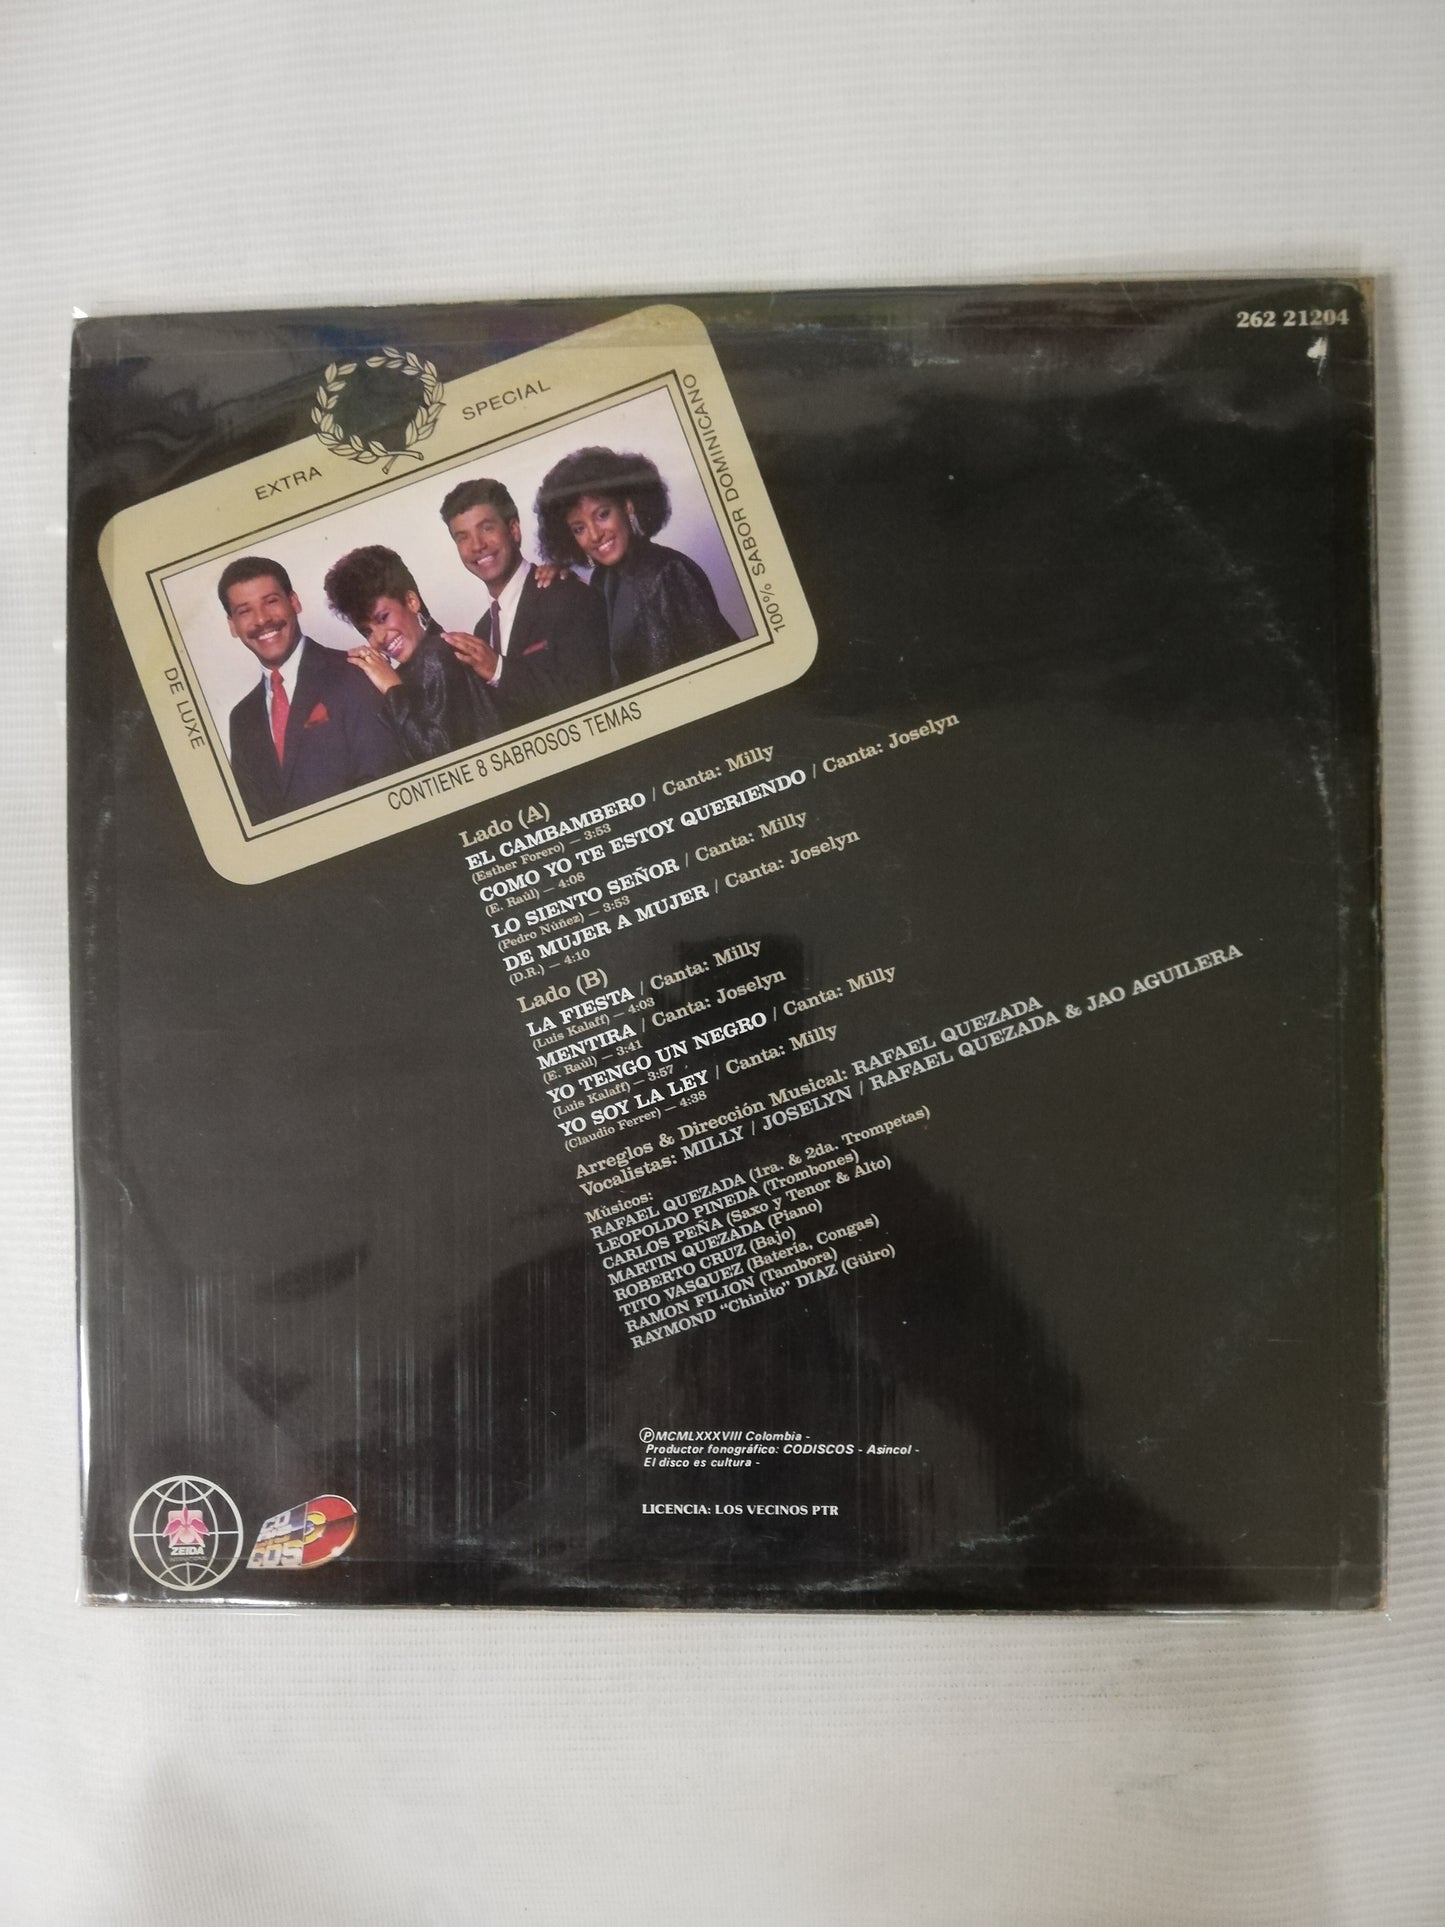 262 21204
EXTRA SPECIAL
DE LUXE
100% SABOR DOMINICANO
CONTIENE 8 SABROSOS TEMAS
Lado (A)
EL CAMBAMBERO / Canta: Milly
(Esther Forero) — 3:53
COMO YO TE ESTOY QUERIENDO / Canta: Joselyn
(E. Raúl) — 4:08
LO SIENTO SEÑOR / Canta: Milly
(Pedro Núñez) — 3:53
DE MUJER A MUJER / Canta: Joselyn
(D.R.) — 4:10
Lado (B)
LA FIESTA / Canta: Milly
(Luis Kalaff) — 4:03
MENTIRA / Canta: Joselyn
(E. Raúl) — 3:41
YO TENGO UN NEGRO / Canta: Milly
(Luis Kalaff) — 3:57
YO SOY LA LEY / Canta: Milly
(Claudio Ferrer) — 4:38
Arreglos & Dirección Musical: RAFAEL QUEZADA
Vocalistas: MILLY / JOSELYN / RAFAEL QUEZADA & JAO AGUILERA
Músicos:
RAFAEL QUEZADA (1ra. & 2da. Trompetas)
LEOPOLDO PINEDA (Trombones)
CARLOS PEÑA (Saxo y Tenor & Alto)
MARTIN QUEZADA (Piano)
ROBERTO CRUZ (Bajo)
TITO VASQUEZ (Batería, Congas)
RAMON FILION (Tambora)
RAYMOND "Chinito" DIAZ (Güiro)
ⓅMCMLXXXVIII Colombia -
Productor fonográfico: CODISCOS - Asincol -
El disco es cultura -
LICENCIA: LOS VECINOS PTR
ZEIDA
INTERNATIONAL